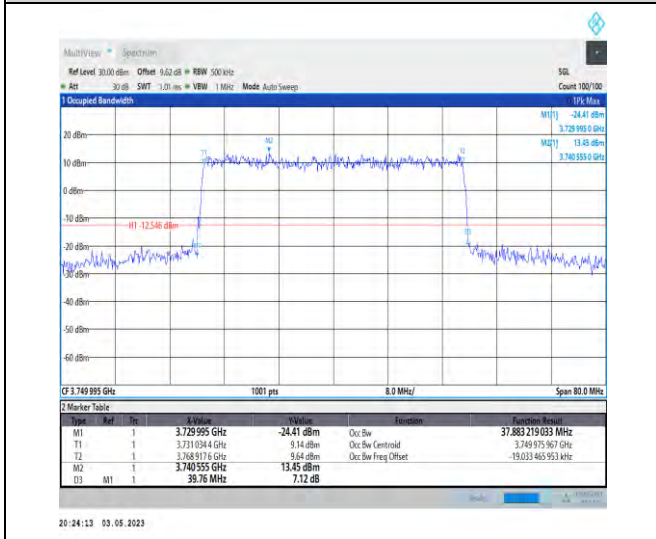 MultiView Spectrum
Ref Level 30.00 dBm Offset 9.62 dB RBW 500 kHz SGL
Att 30 dB SWT 1.01 ms VBW 1 MHz Mode Auto Sweep Count 100/100
1 Occupied Bandwidth 1Pk Max
M1[1] -24.41 dBm
3.729 995 0 GHz
M2[1] 13.45 dBm
3.740 555 0 GHz
20 dBm
M2
T1 T2
10 dBm
0 dBm
-10 dBm
H1 -12.546 dBm
-20 dBm
-30 dBm
-40 dBm
-50 dBm
-60 dBm
CF 3.749 995 GHz 1001 pts 8.0 MHz/ Span 80.0 MHz
2 Marker Table
Type Ref Trc X-Value Y-Value Function Function Result
M1 1 3.729 995 GHz -24.41 dBm Occ Bw 37.883 219 033 MHz
T1 1 3.731 034 4 GHz 9.14 dBm Occ Bw Centroid 3.749 975 967 GHz
T2 1 3.768 917 6 GHz 9.64 dBm Occ Bw Freq Offset -19.033 465 953 kHz
M2 1 3.740 555 GHz 13.45 dBm
D3 M1 1 39.76 MHz 7.12 dB
20:24:13 03.05.2023